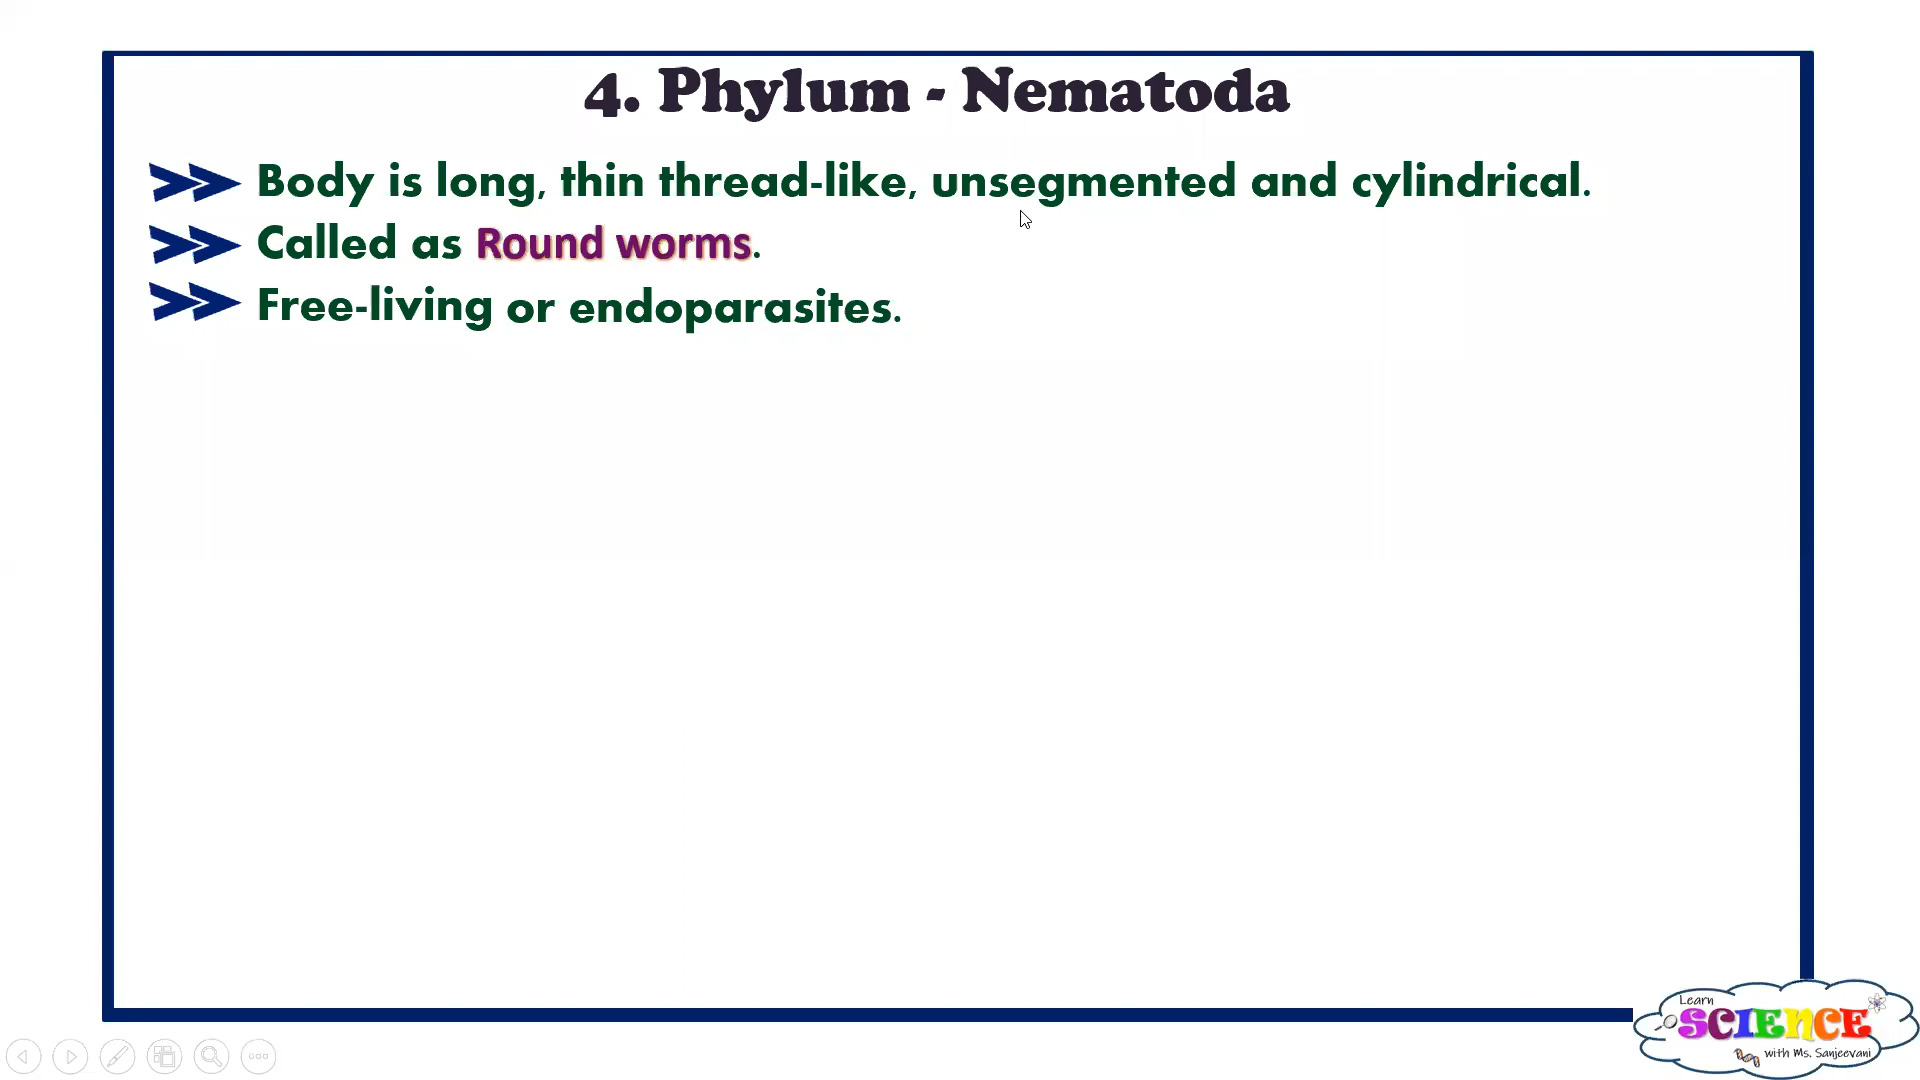 4. Phylum - Nematoda
Body is long, thin thread-like, unsegmented and cylindrical.
Called as Round worms.
Free-living or endoparasites.
Learn
SCIENCE
with Ms. Sanjeevani